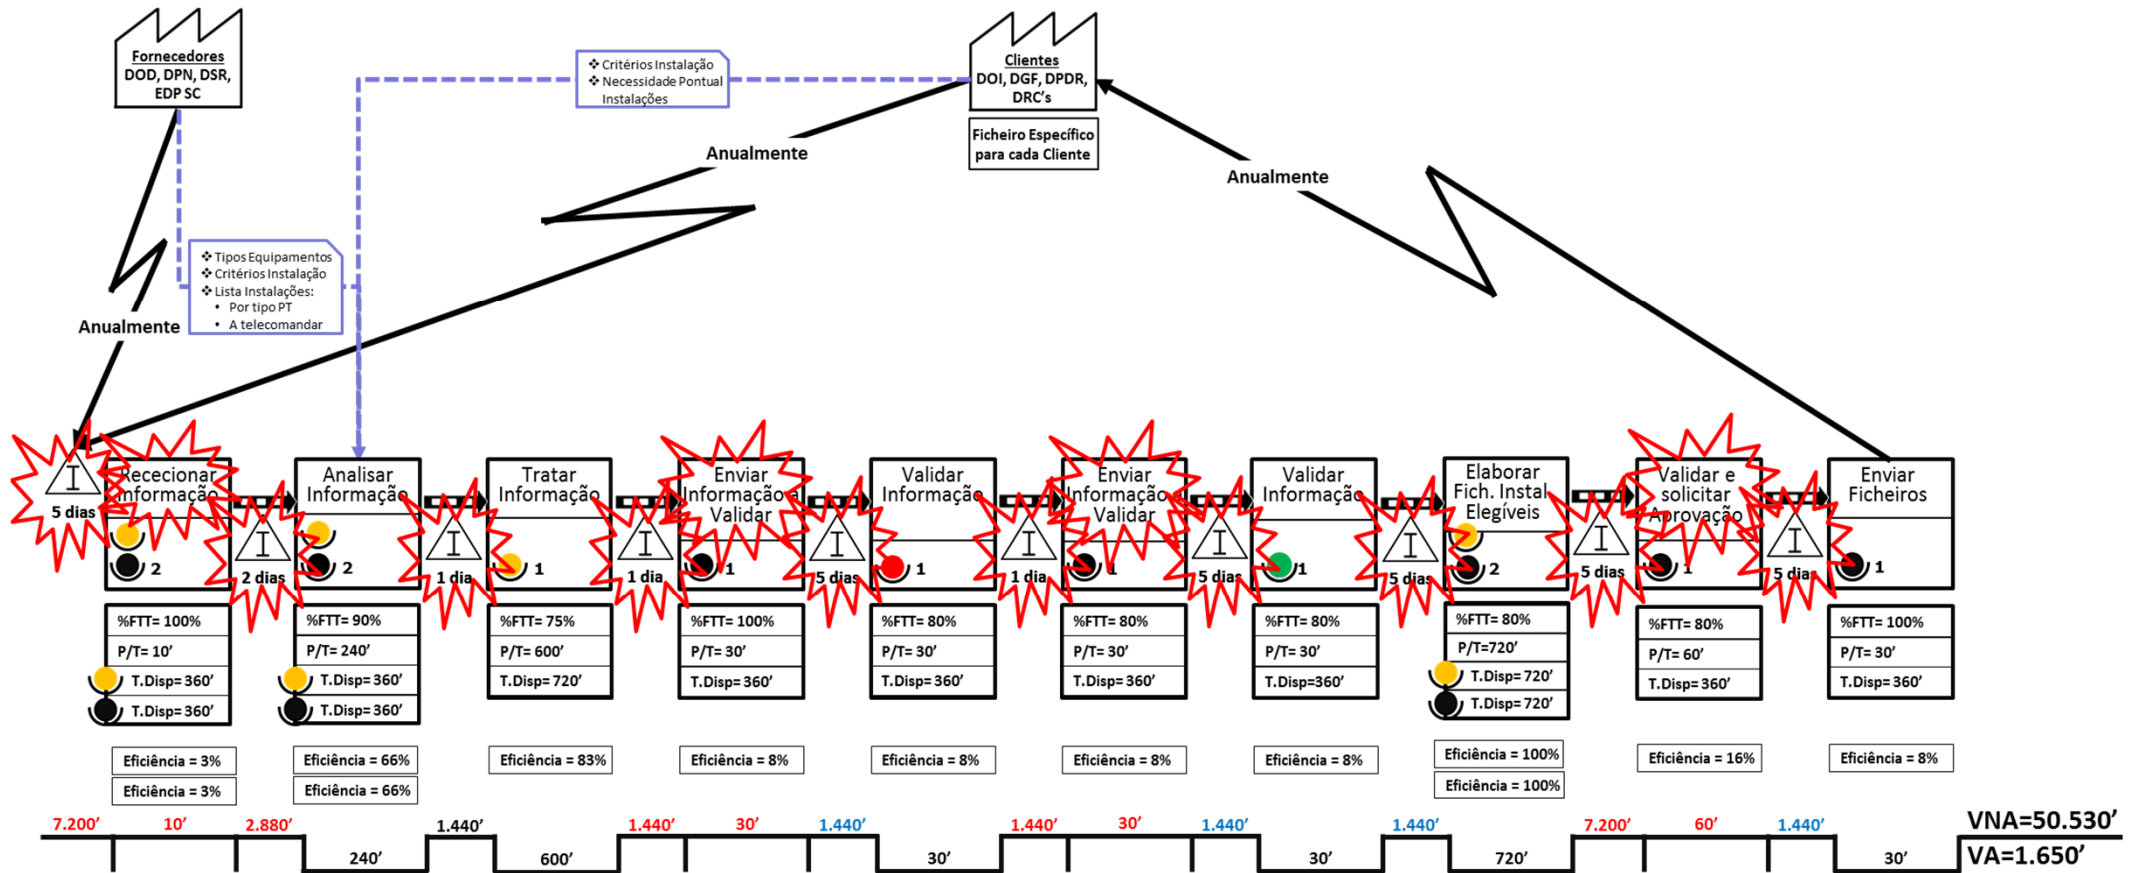 Fornecedores
DOD, DPN, DSR,
EDP SC
❖ Critérios Instalação
❖ Necessidade Pontual
Instalações
Clientes
DOI, DGF, DPDR,
DRC's
Ficheiro Específico
para cada Cliente
Anualmente
Anualmente
Anualmente
❖ Tipos Equipamentos
❖ Critérios Instalação
❖ Lista Instalações:
• Por tipo PT
• A telecomandar
I
5 dias
Rececionar
Informação
2
I
2 dias
Analisar
Informação
2
I
1 dia
Tratar
Informação
1
I
1 dia
Enviar
Informação a
Validar
1
I
5 dias
Validar
Informação
1
I
1 dia
Enviar
Informação
Validar
1
I
5 dias
Validar
Informação
1
I
5 dias
Elaborar
Fich. Instal
Elegíveis
2
I
5 dias
Validar e
solicitar
Aprovação
1
I
5 dias
Enviar
Ficheiros
1
%FTT= 100%
P/T= 10'
T.Disp= 360'
T.Disp= 360'
%FTT= 90%
P/T= 240'
T.Disp= 360'
T.Disp= 360'
%FTT= 75%
P/T= 600'
T.Disp= 720'
%FTT= 100%
P/T= 30'
T.Disp= 360'
%FTT= 80%
P/T= 30'
T.Disp= 360'
%FTT= 80%
P/T= 30'
T.Disp= 360'
%FTT= 80%
P/T= 30'
T.Disp=360'
%FTT= 80%
P/T=720'
T.Disp= 720'
T.Disp= 720'
%FTT= 80%
P/T= 60'
T.Disp= 360'
%FTT= 100%
P/T= 30'
T.Disp= 360'
Eficiência = 3%
Eficiência = 3%
Eficiência = 66%
Eficiência = 66%
Eficiência = 83%
Eficiência = 8%
Eficiência = 8%
Eficiência = 8%
Eficiência = 8%
Eficiência = 100%
Eficiência = 100%
Eficiência = 16%
Eficiência = 8%
7.200' 10' 2.880' 1.440' 1.440' 30' 1.440' 1.440' 30' 1.440' 1.440' 7.200' 60' 1.440' VNA=50.530'
240' 600' 30' 30' 720' 30' VA=1.650'